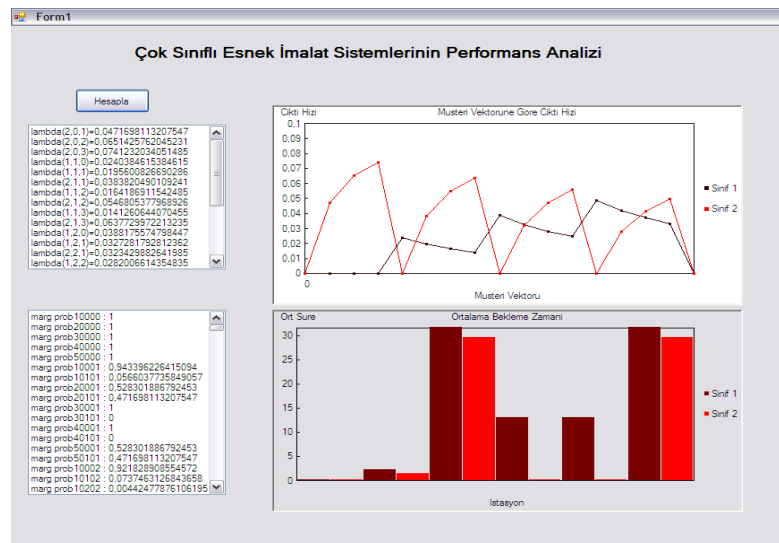 Form1
Çok Sınıflı Esnek İmalat Sistemlerinin Performans Analizi
Hesapla
lambda(2,0,1)=0,0471698113207547
lambda(2,0,2)=0,0651425762045231
lambda(2,0,3)=0,0741232034051485
lambda(1,1,0)=0,0240384615384615
lambda(1,1,1)=0,0195600826690286
lambda(2,1,1)=0,0383820490109241
lambda(1,1,2)=0,0164186911542485
lambda(2,1,2)=0,0546805377968926
lambda(1,1,3)=0,0141260644070455
lambda(2,1,3)=0,0637729972213235
lambda(1,2,0)=0,0388175574798447
lambda(1,2,1)=0,0327281792812362
lambda(2,2,1)=0,0323429882641985
lambda(1,2,2)=0,0282006614354835
Cikti Hizi
Musteri Vektorune Gore Cikti Hizi
0,1
0.09
0.08
0.07
0.06
0.05
0.04
0.03
0.02
0.01
0
0
Musteri Vektoru
Sinif 1
Sinif 2
marg prob10000 : 1
marg prob20000 : 1
marg prob30000 : 1
marg prob40000 : 1
marg prob50000 : 1
marg prob10001 : 0,943396226415094
marg prob10101 : 0,0566037735849057
marg prob20001 : 0,528301886792453
marg prob20101 : 0,471698113207547
marg prob30001 : 1
marg prob30101 : 0
marg prob40001 : 1
marg prob40101 : 0
marg prob50001 : 0,528301886792453
marg prob50101 : 0,471698113207547
marg prob10002 : 0,921828908554572
marg prob10102 : 0,0737463126843658
marg prob10202 : 0,00442477876106195
Ort Sure
Ortalama Bekleme Zamani
30
25
20
15
10
5
0
Istasyon
Sinif 1
Sinif 2